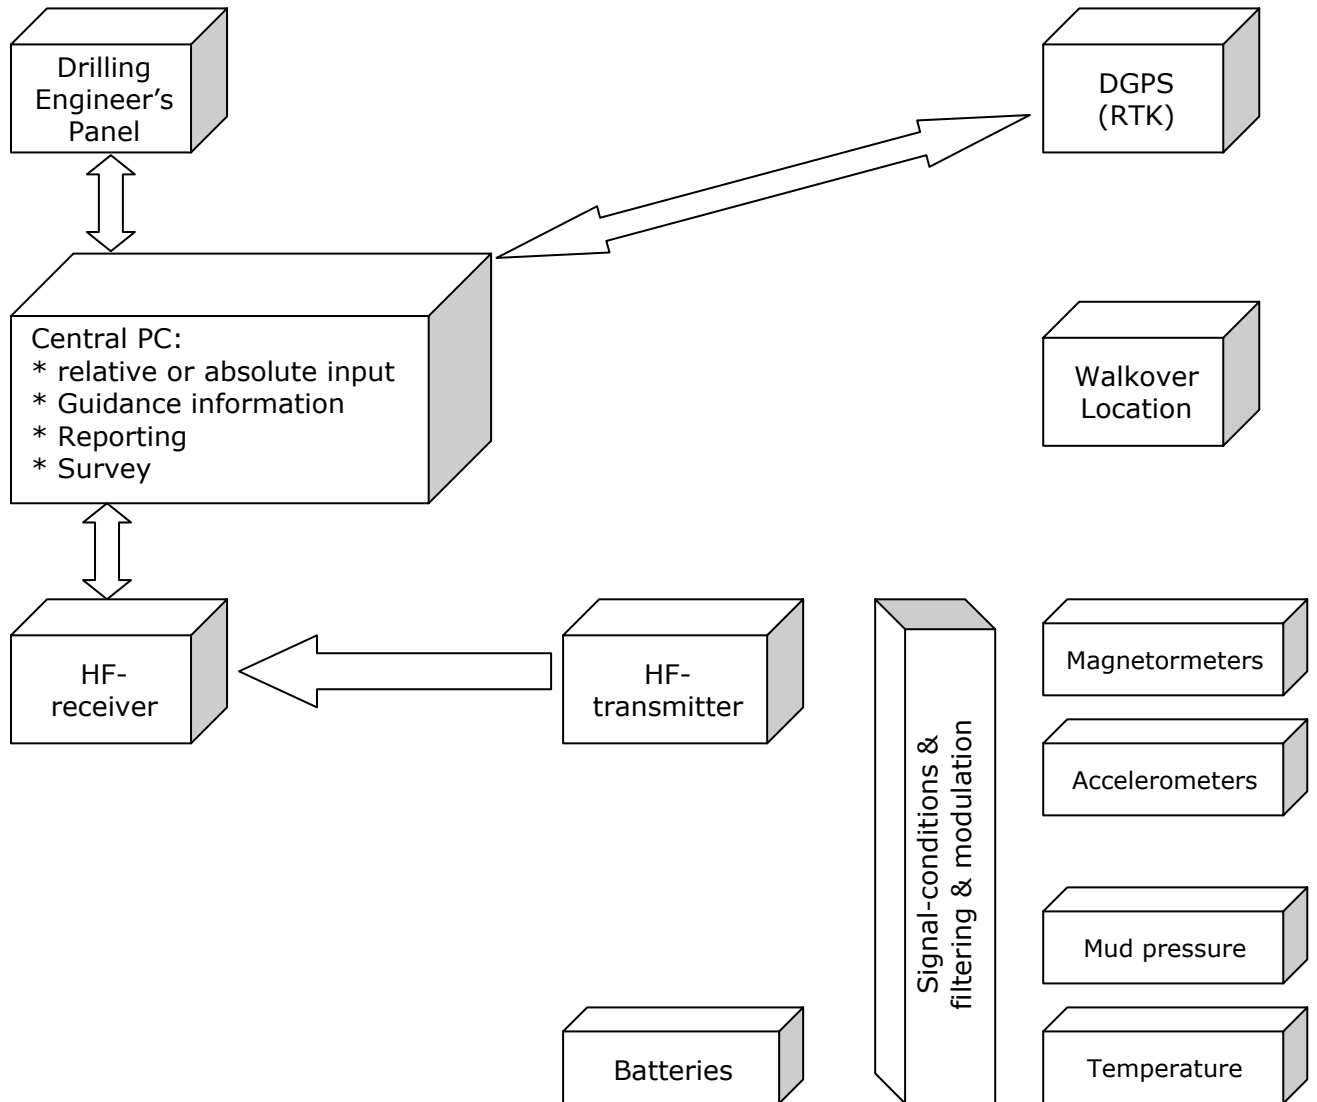 Drilling
Engineer’s
Panel
DGPS
(RTK)
Central PC:
* relative or absolute input
* Guidance information
* Reporting
* Survey
Walkover
Location
HF-
receiver
HF-
transmitter
Signal-conditions &
filtering & modulation
Magnetormeters
Accelerometers
Mud pressure
Batteries
Temperature